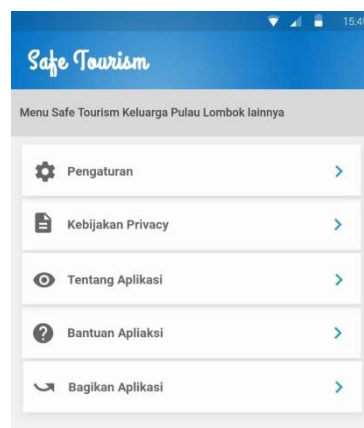 15:45
Safe Tourism
Menu Safe Tourism Keluarga Pulau Lombok lainnya
Pengaturan
Kebijakan Privacy
Tentang Aplikasi
Bantuan Apliaksi
Bagikan Aplikasi